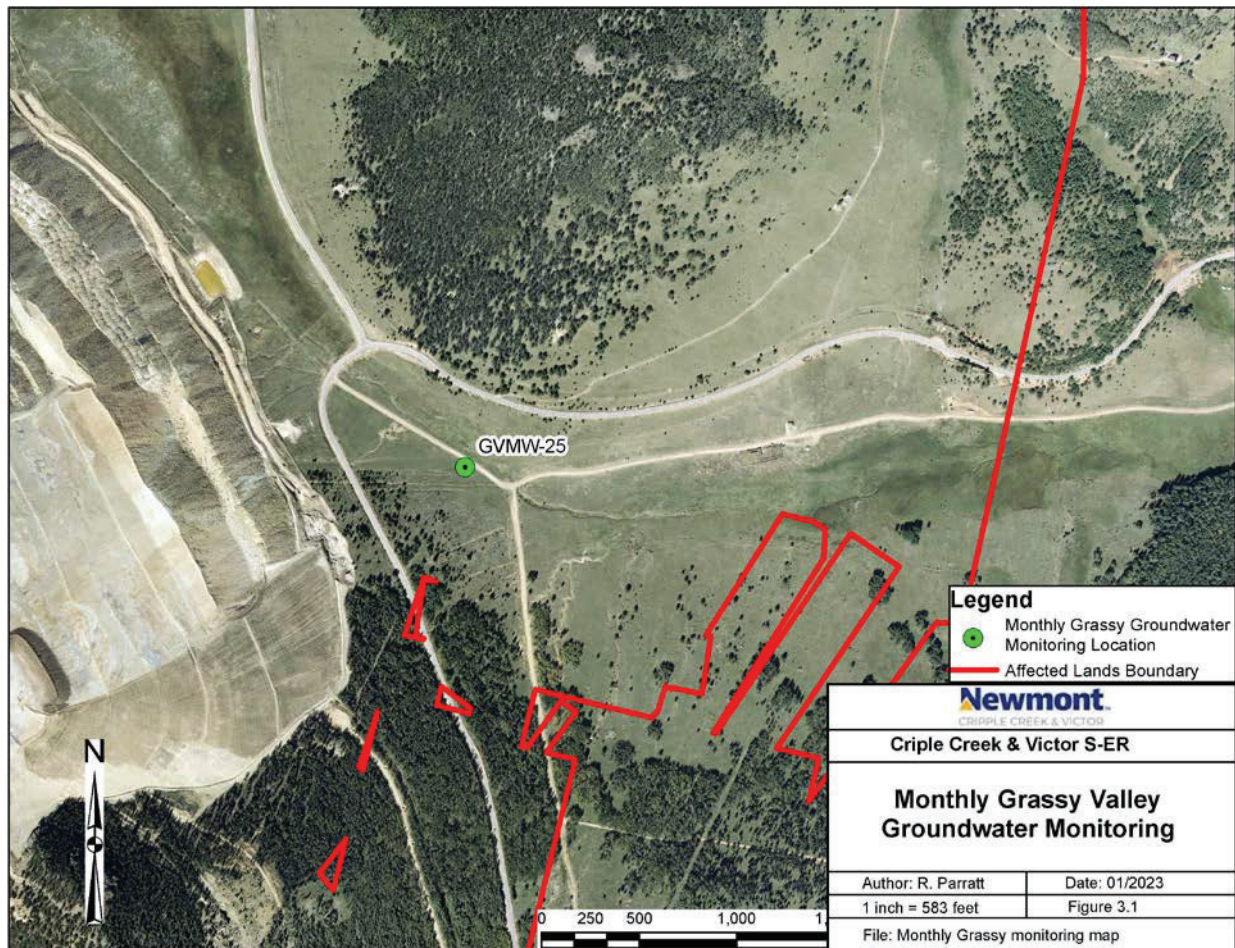 GVMW-25
Legend
Monthly Grassy Groundwater
Monitoring Location
Affected Lands Boundary
Newmont™
CRIPPLE CREEK & VICTOR
Criple Creek & Victor S-ER
Monthly Grassy Valley
Groundwater Monitoring
Author: R. Parratt
Date: 01/2023
1 inch = 583 feet
Figure 3.1
File: Monthly Grassy monitoring map
N
0 250 500 1,000